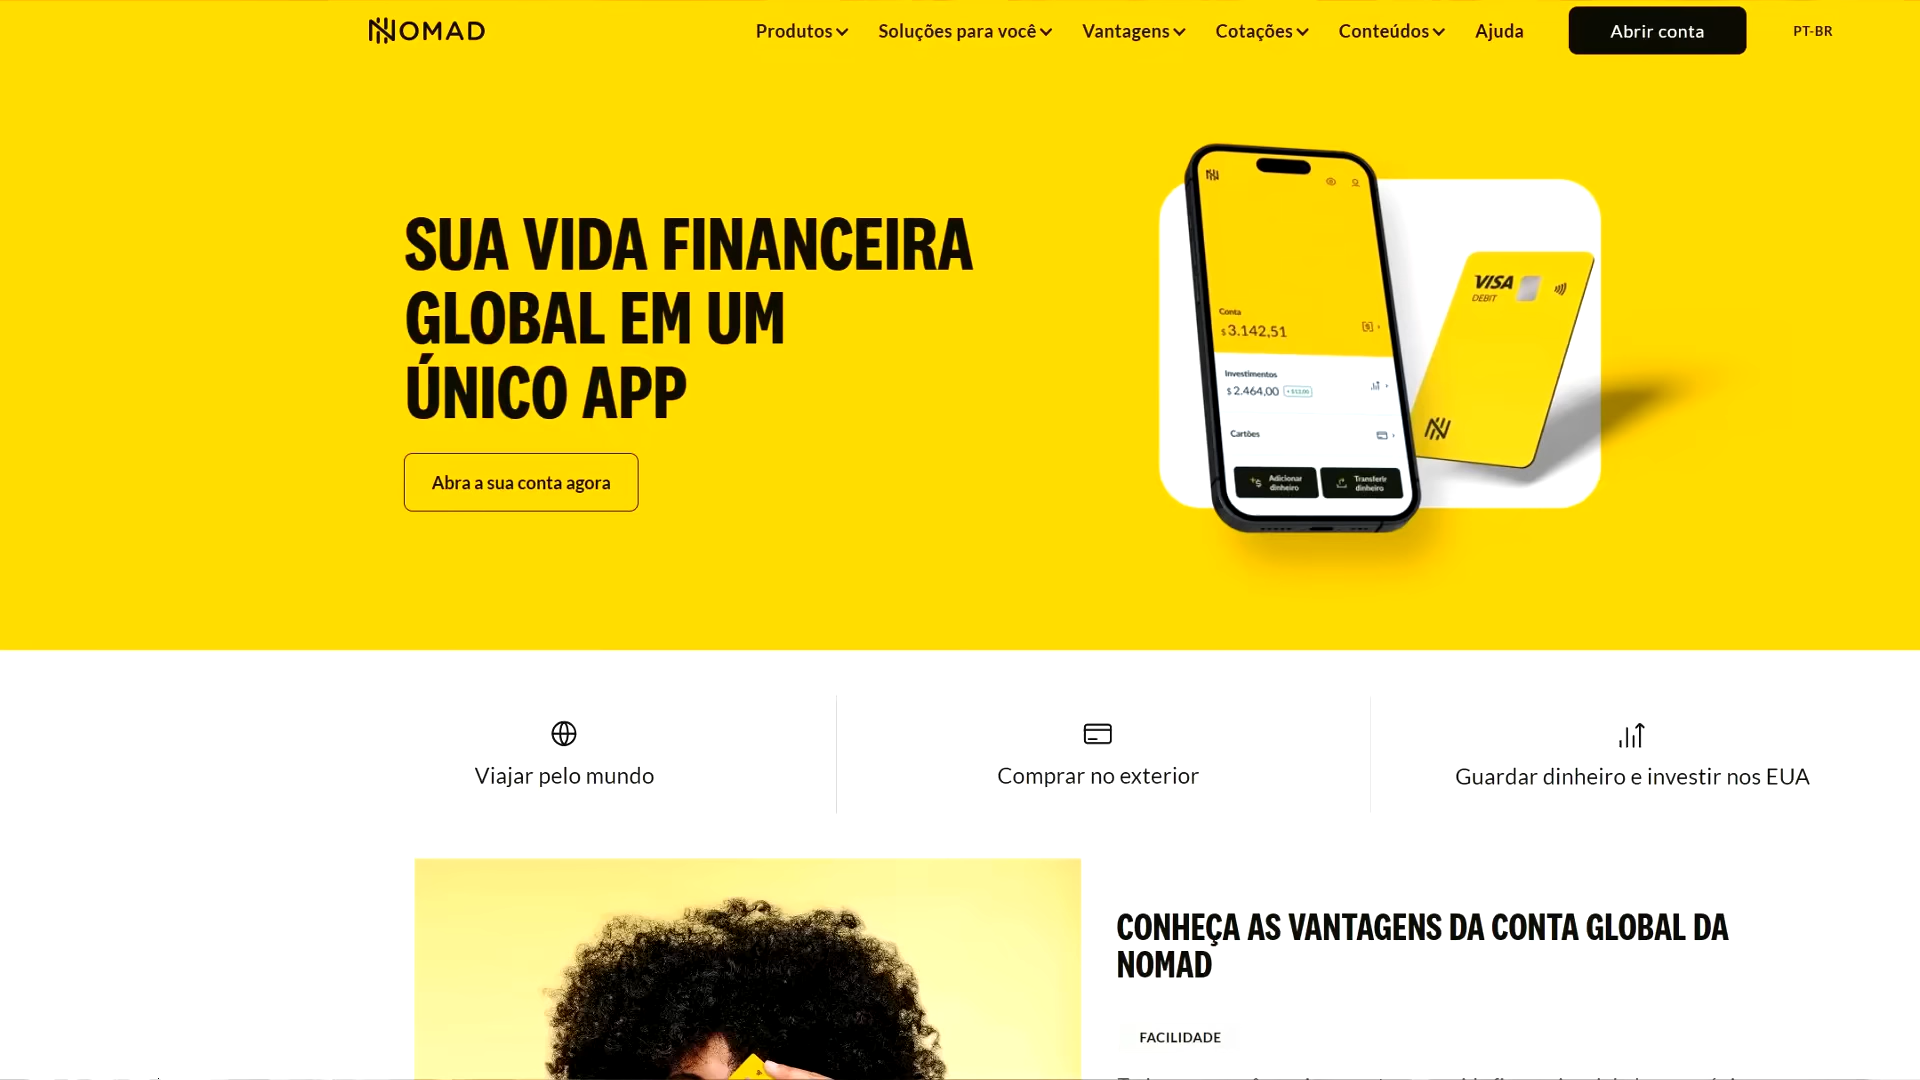 NOMAD
Produtos
Soluções para você
Vantagens
Cotações
Conteúdos
Ajuda
Abrir conta
PT-BR
SUA VIDA FINANCEIRA
GLOBAL EM UM
ÚNICO APP
Abra a sua conta agora
Conta
$ 3.142,51
Investimentos
$ 2.464,00
Cartões
Adicionar
dinheiro
Transferir
dinheiro
VISA
DEBIT
Viajar pelo mundo
Comprar no exterior
Guardar dinheiro e investir nos EUA
CONHEÇA AS VANTAGENS DA CONTA GLOBAL DA
NOMAD
FACILIDADE